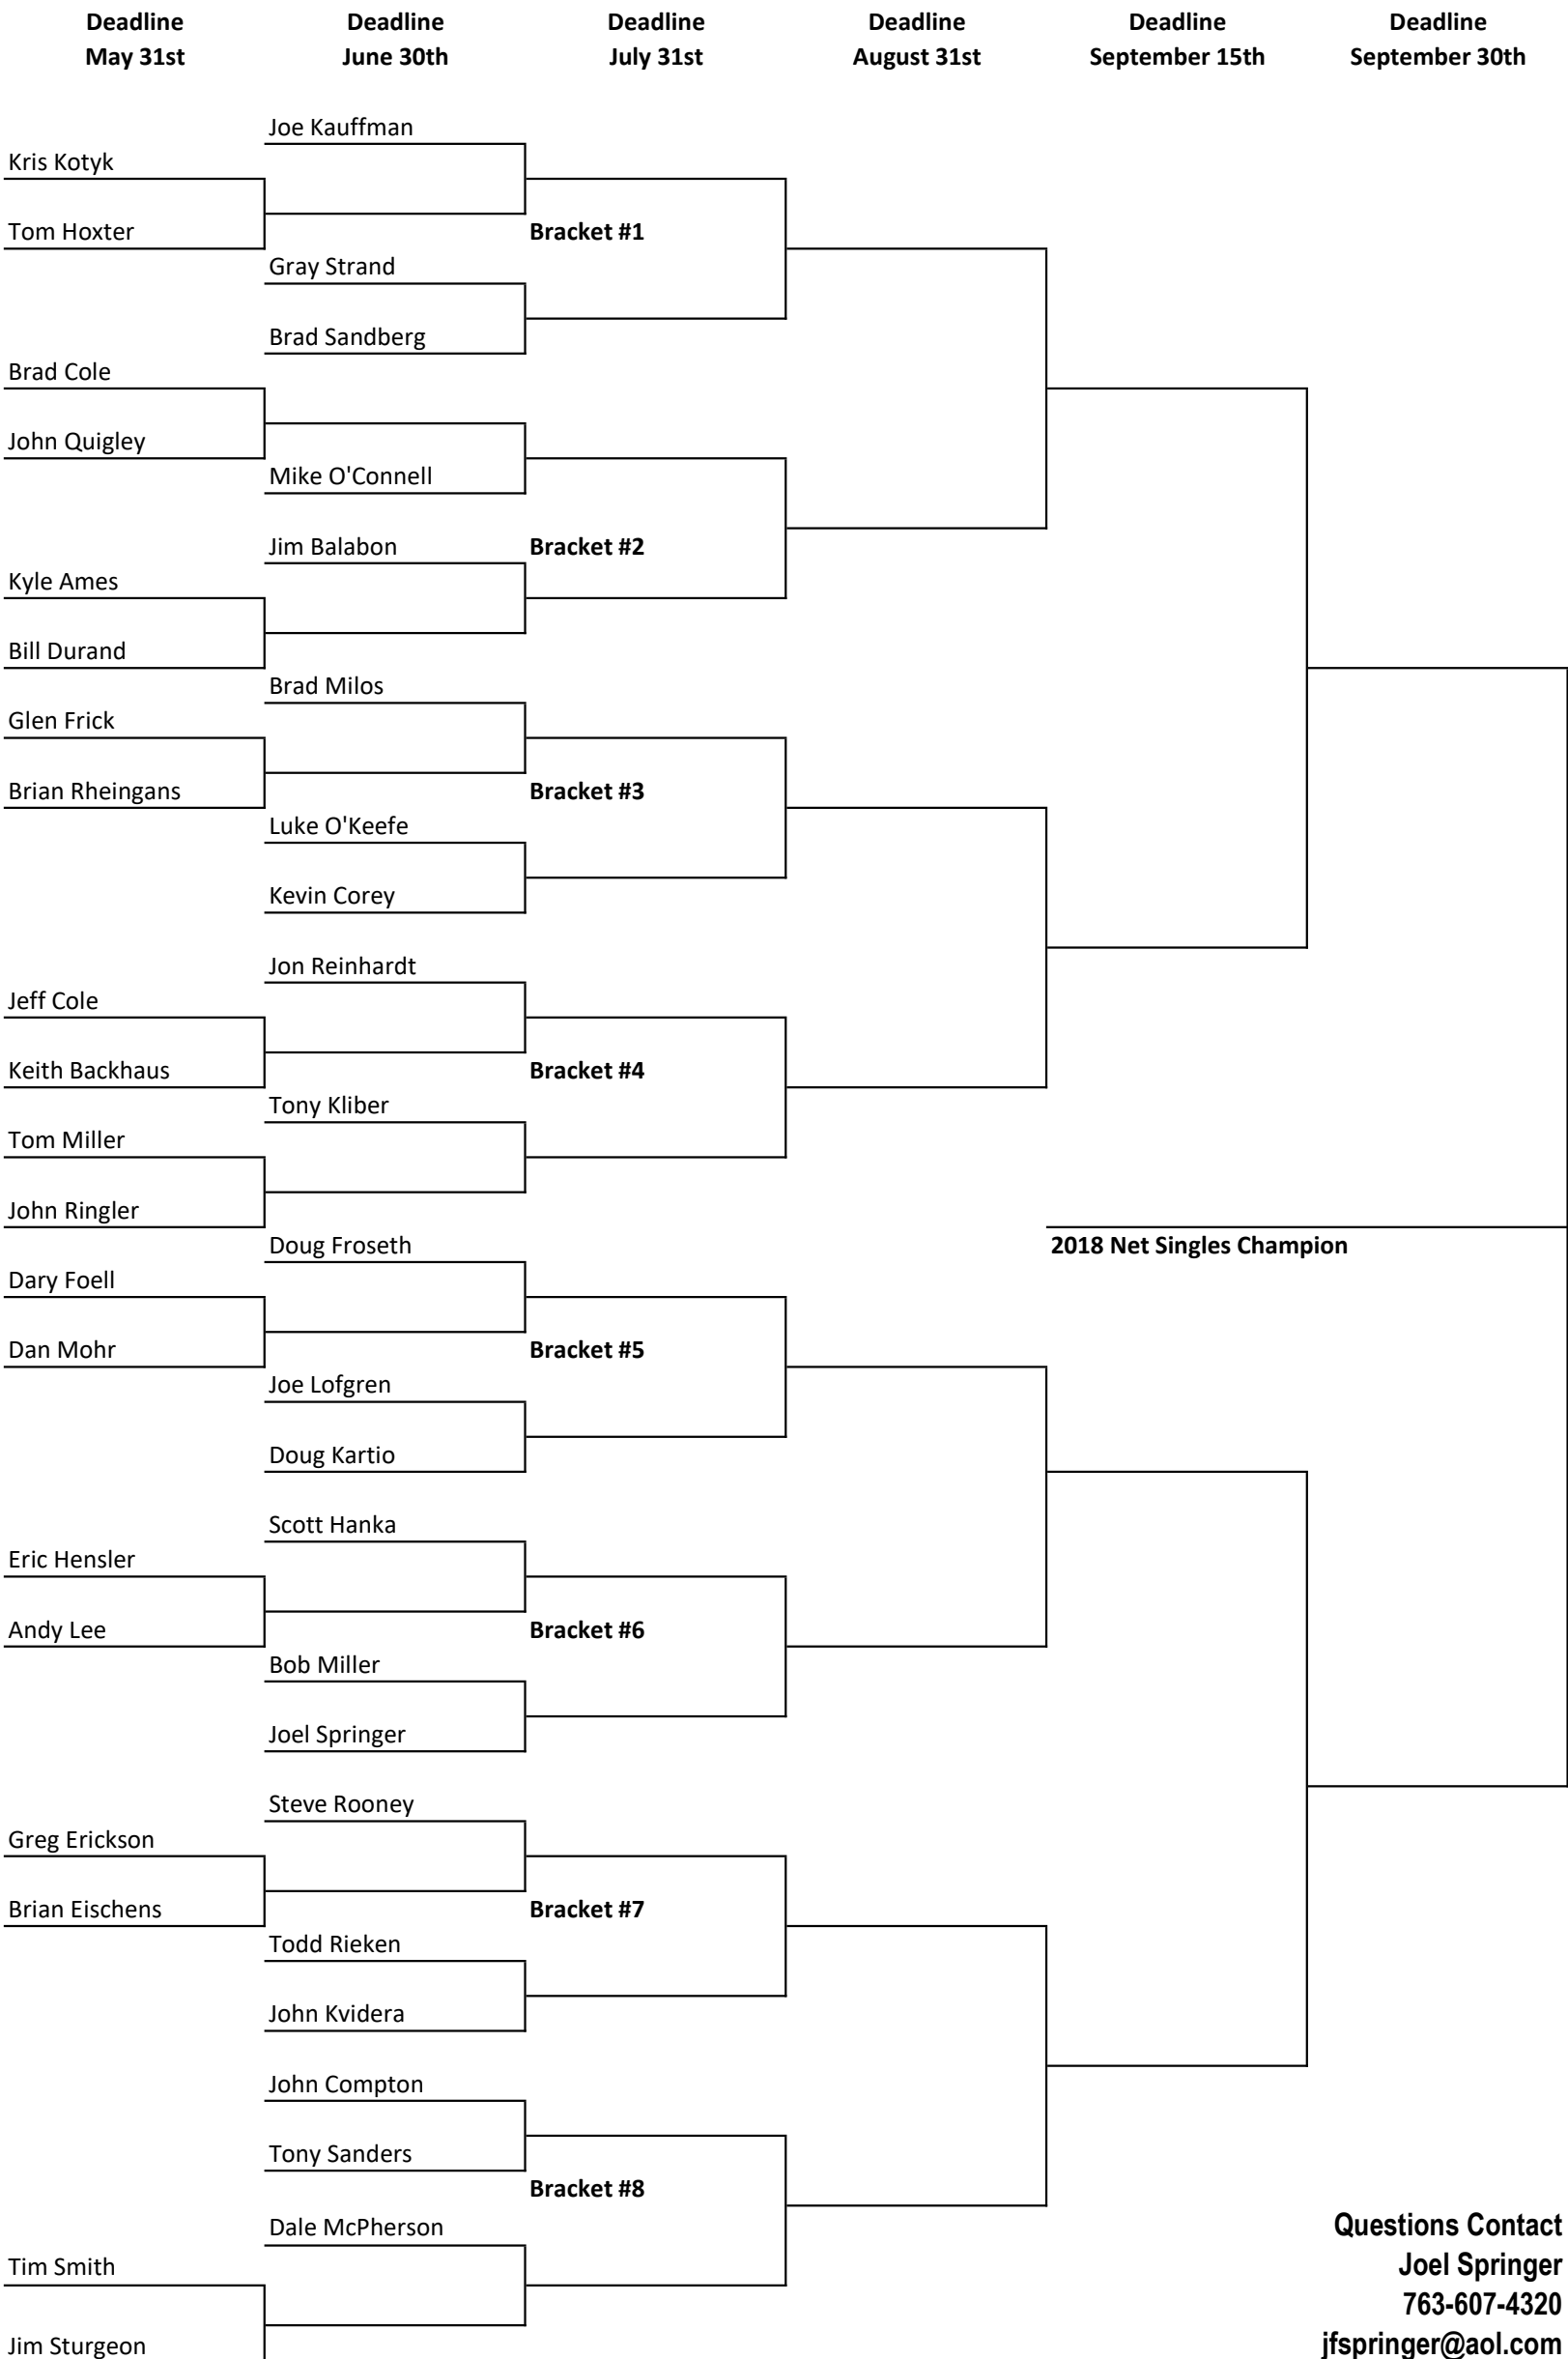 Deadline Deadline Deadline Deadline Deadline Deadline
May 31st June 30th July 31st August 31st September 15th September 30th
Joe Kauffman
Kris Kotyk
Tom Hoxter
Bracket #1
Gray Strand
Brad Sandberg
Brad Cole
John Quigley
Mike O'Connell
Jim Balabon
Bracket #2
Kyle Ames
Bill Durand
Brad Milos
Glen Frick
Brian Rheingans
Bracket #3
Luke O'Keefe
Kevin Corey
Jon Reinhardt
Jeff Cole
Keith Backhaus
Bracket #4
Tony Kliber
Tom Miller
John Ringler
Doug Froseth
2018 Net Singles Champion
Dary Foell
Dan Mohr
Bracket #5
Joe Lofgren
Doug Kartio
Scott Hanka
Eric Hensler
Andy Lee
Bracket #6
Bob Miller
Joel Springer
Steve Rooney
Greg Erickson
Brian Eischens
Bracket #7
Todd Rieken
John Kvidera
John Compton
Tony Sanders
Bracket #8
Dale McPherson
Tim Smith
Jim Sturgeon
Questions Contact
Joel Springer
763-607-4320
jfspringer@aol.com